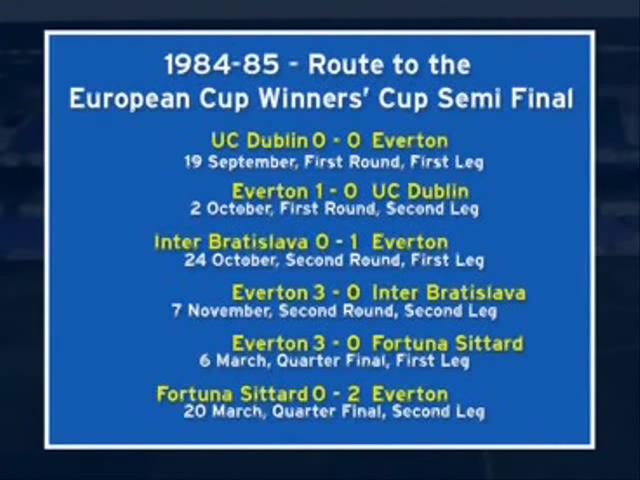 1984-85 - Route to the
European Cup Winners' Cup Semi Final
UC Dublin 0 - 0 Everton
19 September, First Round, First Leg
Everton 1 - 0 UC Dublin
2 October, First Round, Second Leg
Inter Bratislava 0 - 1 Everton
24 October, Second Round, First Leg
Everton 3 - 0 Inter Bratislava
7 November, Second Round, Second Leg
Everton 3 - 0 Fortuna Sittard
6 March, Quarter Final, First Leg
Fortuna Sittard 0 - 2 Everton
20 March, Quarter Final, Second Leg